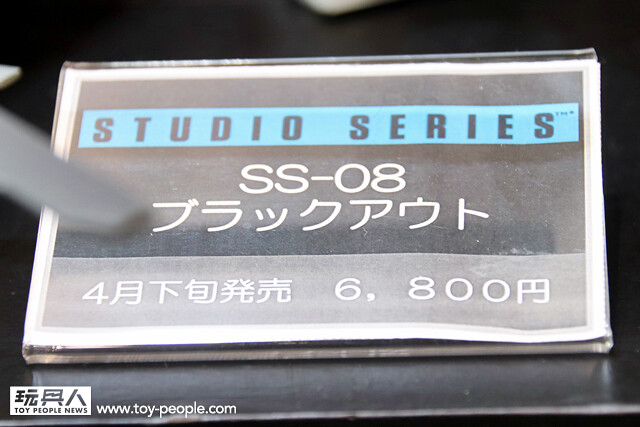 STUDIO SERIES™
SS-08
ブラックアウト
4月下旬発売 6,800円
玩具人
TOY PEOPLE NEWS
www.toy-people.com